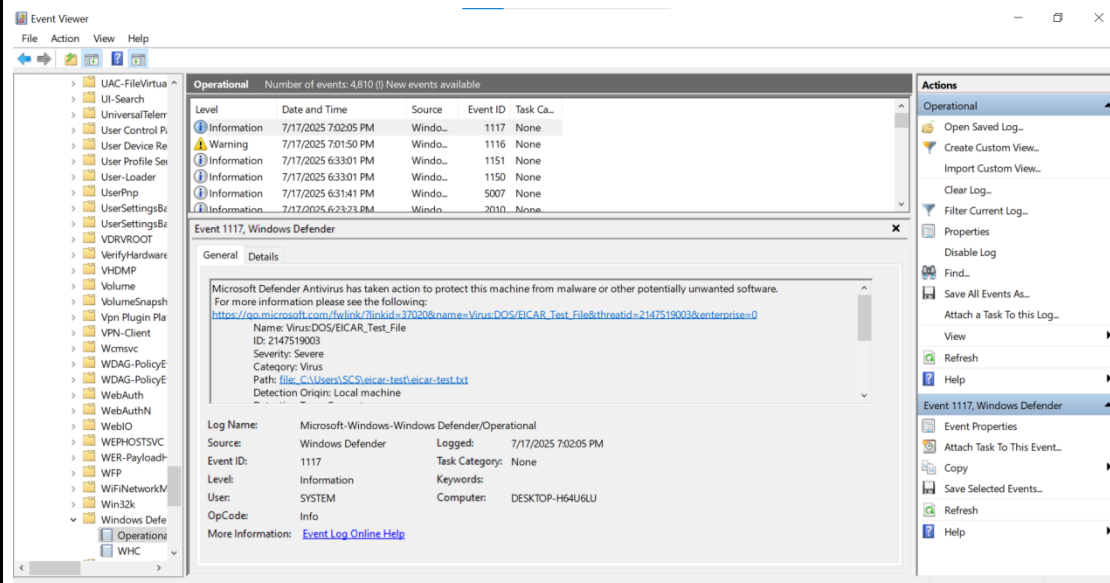 Event Viewer
File Action View Help
UAC-FileVirtua
UI-Search
UniversalTelem
User Control Pa
User Device Re
User Profile Ser
User-Loader
UserPnp
UserSettingsBa
UserSettingsBa
VDRVROOT
VerifyHardware
VHDMP
Volume
VolumeSnapsh
Vpn Plugin Pla
VPN-Client
Wcmsvc
WDAG-PolicyE
WDAG-PolicyE
WebAuth
WebAuthN
WebIO
WEPHOSTSVC
WER-PayloadH
WFP
WiFiNetworkM
Win32k
Windows Defe
Operationa
WHC
Operational Number of events: 4,810 (!) New events available
Level Date and Time Source Event ID Task Ca...
Information 7/17/2025 7:02:05 PM Windo... 1117 None
Warning 7/17/2025 7:01:50 PM Windo... 1116 None
Information 7/17/2025 6:33:01 PM Windo... 1151 None
Information 7/17/2025 6:33:01 PM Windo... 1150 None
Information 7/17/2025 6:31:41 PM Windo... 5007 None
Information 7/17/2025 6:23:23 PM Windo... 2010 None
Event 1117, Windows Defender
General Details
Microsoft Defender Antivirus has taken action to protect this machine from malware or other potentially unwanted software.
For more information please see the following:
https://go.microsoft.com/fwlink/?linkid=37020&name=Virus:DOS/EICAR_Test_File&threatid=2147519003&enterprise=0
Name: Virus:DOS/EICAR_Test_File
ID: 2147519003
Severity: Severe
Category: Virus
Path: file:_C:\Users\SCS\eicar-test\eicar-test.txt
Detection Origin: Local machine
Log Name: Microsoft-Windows-Windows Defender/Operational
Source: Windows Defender Logged: 7/17/2025 7:02:05 PM
Event ID: 1117 Task Category: None
Level: Information Keywords:
User: SYSTEM Computer: DESKTOP-H64U6LU
OpCode: Info
More Information: Event Log Online Help
Actions
Operational
Open Saved Log...
Create Custom View...
Import Custom View...
Clear Log...
Filter Current Log...
Properties
Disable Log
Find...
Save All Events As...
Attach a Task To this Log...
View
Refresh
Help
Event 1117, Windows Defender
Event Properties
Attach Task To This Event...
Copy
Save Selected Events...
Refresh
Help